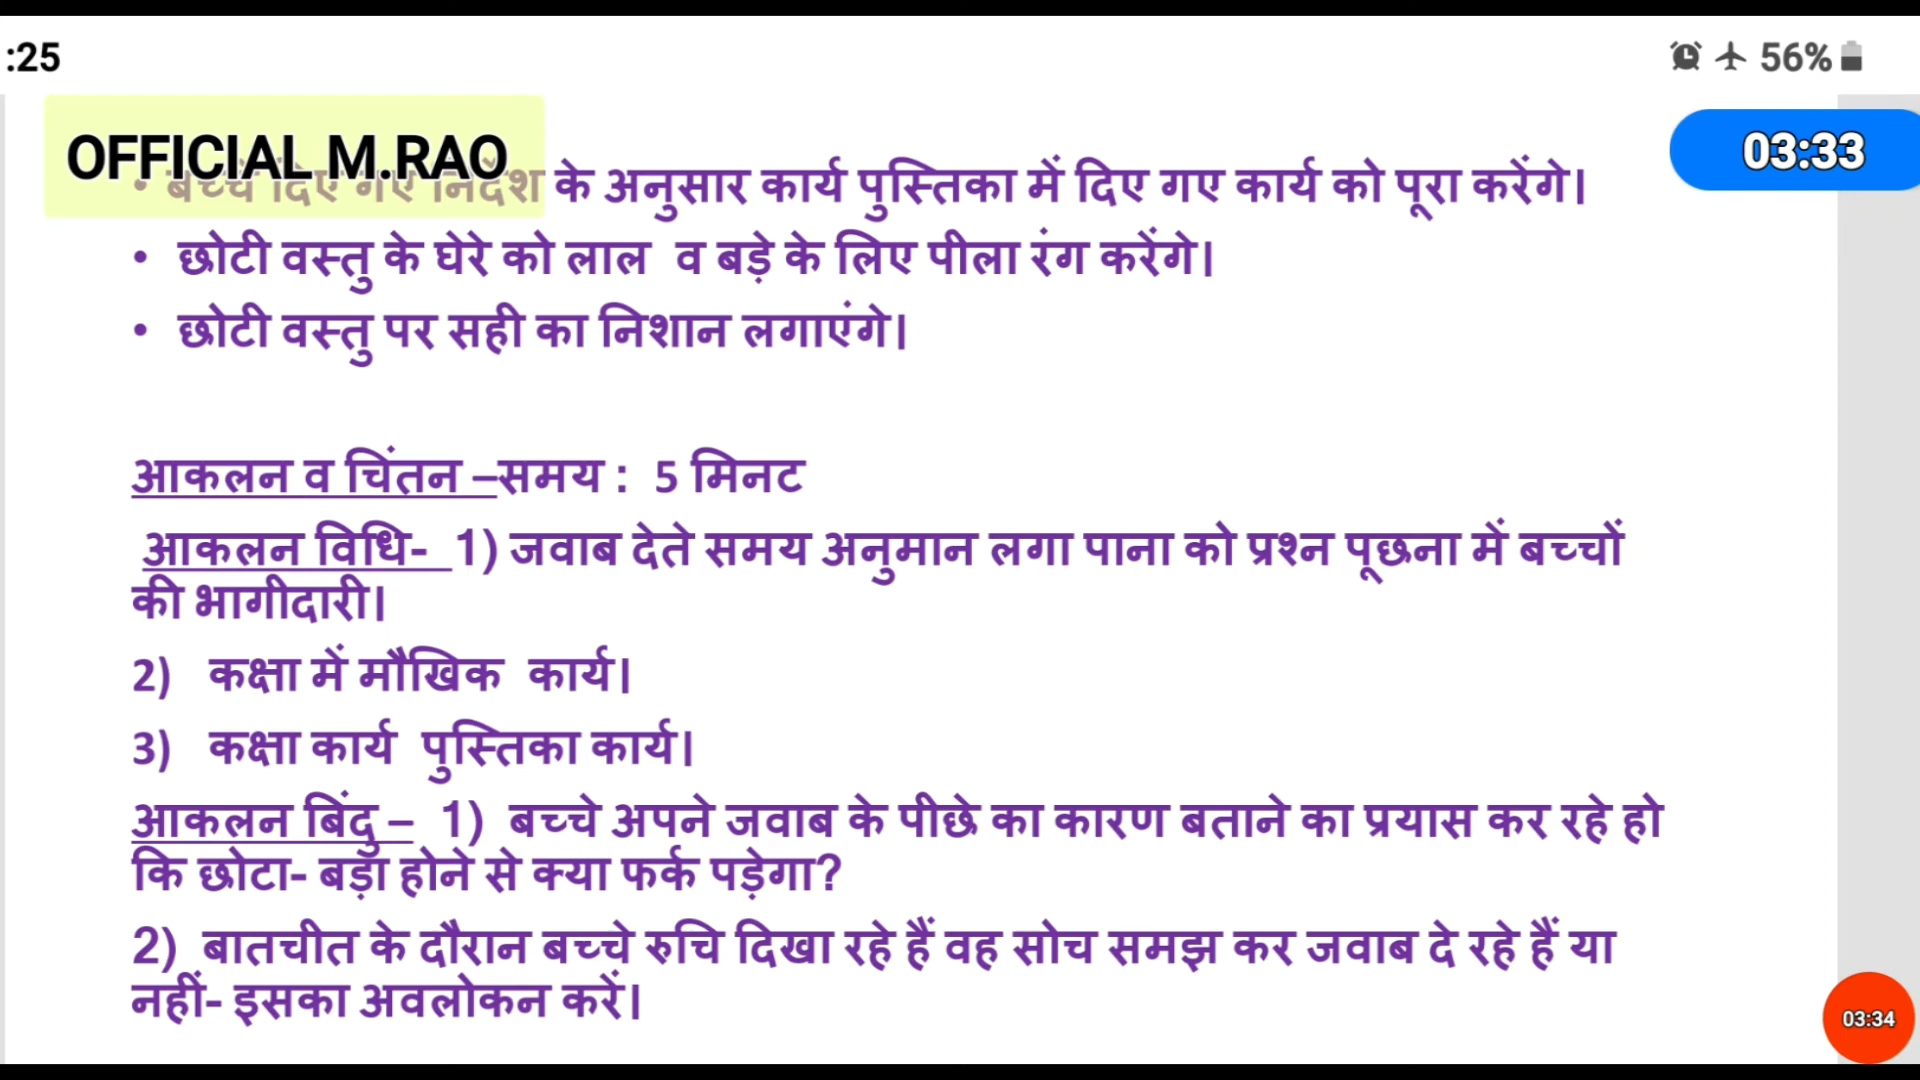 :25
56%
OFFICIAL M.RAO
03:33
• बच्चे दिए गए निर्देश के अनुसार कार्य पुस्तिका में दिए गए कार्य को पूरा करेंगे।
• छोटी वस्तु के घेरे को लाल व बड़े के लिए पीला रंग करेंगे।
• छोटी वस्तु पर सही का निशान लगाएंगे।
आकलन व चिंतन –समय : 5 मिनट
आकलन विधि- 1) जवाब देते समय अनुमान लगा पाना को प्रश्न पूछना में बच्चों
की भागीदारी।
2) कक्षा में मौखिक कार्य।
3) कक्षा कार्य पुस्तिका कार्य।
आकलन बिंदु – 1) बच्चे अपने जवाब के पीछे का कारण बताने का प्रयास कर रहे हो
कि छोटा- बड़ा होने से क्या फर्क पड़ेगा?
2) बातचीत के दौरान बच्चे रुचि दिखा रहे हैं वह सोच समझ कर जवाब दे रहे हैं या
नहीं- इसका अवलोकन करें।
03:34